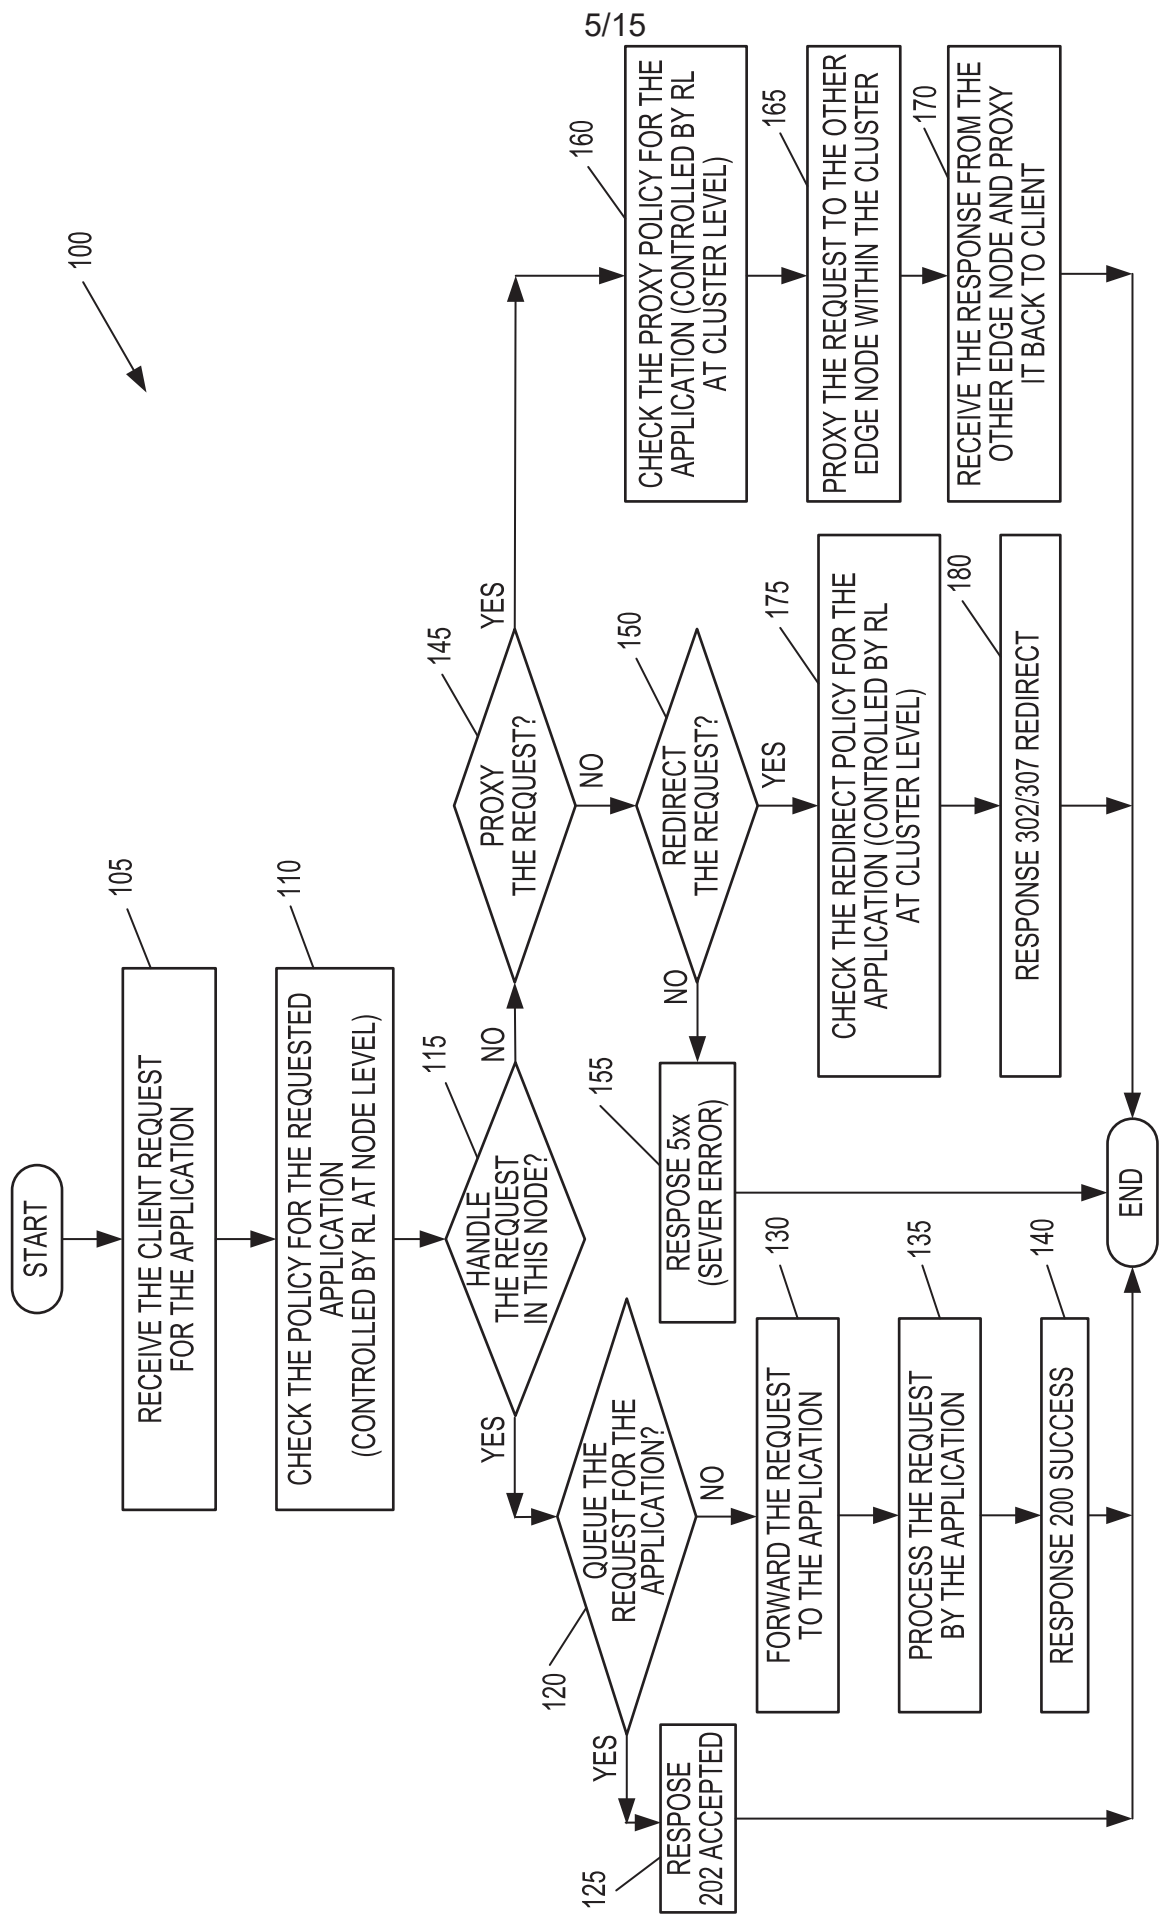 5/15
100
START
105
RECEIVE THE CLIENT REQUEST
FOR THE APPLICATION
110
CHECK THE POLICY FOR THE REQUESTED
APPLICATION
(CONTROLLED BY RL AT NODE LEVEL)
115
HANDLE
THE REQUEST
IN THIS NODE?
YES
NO
120
QUEUE THE
REQUEST FOR THE
APPLICATION?
YES
NO
125
RESPOSE
202 ACCEPTED
130
FORWARD THE REQUEST
TO THE APPLICATION
135
PROCESS THE REQUEST
BY THE APPLICATION
140
RESPONSE 200 SUCCESS
145
PROXY
THE REQUEST?
YES
NO
150
REDIRECT
THE REQUEST?
NO
YES
155
RESPOSE 5xx
(SEVER ERROR)
160
CHECK THE PROXY POLICY FOR THE
APPLICATION (CONTROLLED BY RL
AT CLUSTER LEVEL)
165
PROXY THE REQUEST TO THE OTHER
EDGE NODE WITHIN THE CLUSTER
170
RECEIVE THE RESPONSE FROM THE
OTHER EDGE NODE AND PROXY
IT BACK TO CLIENT
175
CHECK THE REDIRECT POLICY FOR THE
APPLICATION (CONTROLLED BY RL
AT CLUSTER LEVEL)
180
RESPONSE 302/307 REDIRECT
END